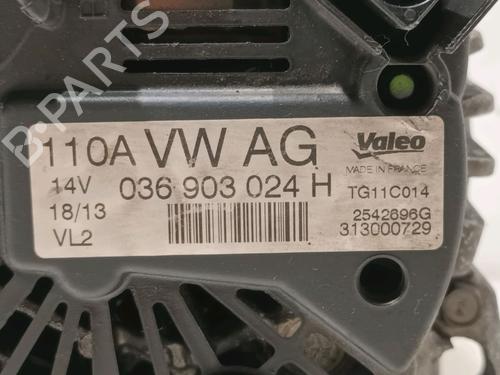 110A VW AG
14V 036 903 024 H
18/13
VL2
Valeo
MADE IN FRANCE
TG11C014
2542696G
313000729
B-PARTS